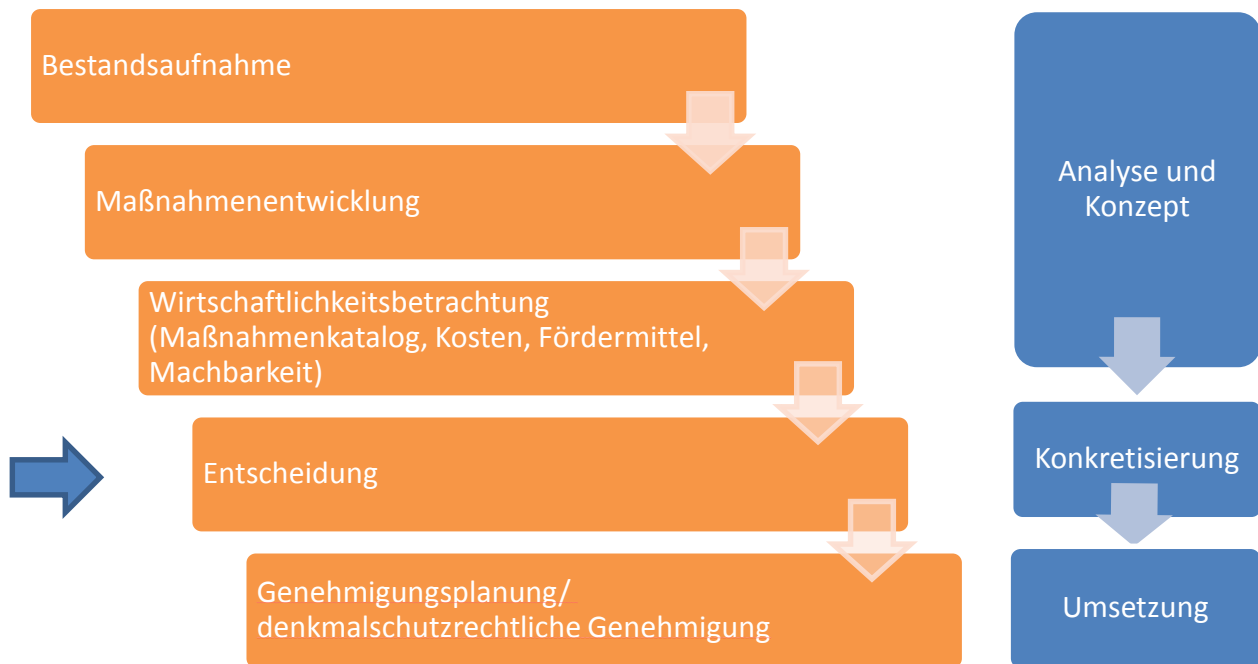 Bestandsaufnahme
Maßnahmenentwicklung
Wirtschaftlichkeitsbetrachtung
(Maßnahmenkatalog, Kosten, Fördermittel,
Machbarkeit)
Entscheidung
Genehmigungsplanung/
denkmalschutzrechtliche Genehmigung
Analyse und
Konzept
Konkretisierung
Umsetzung